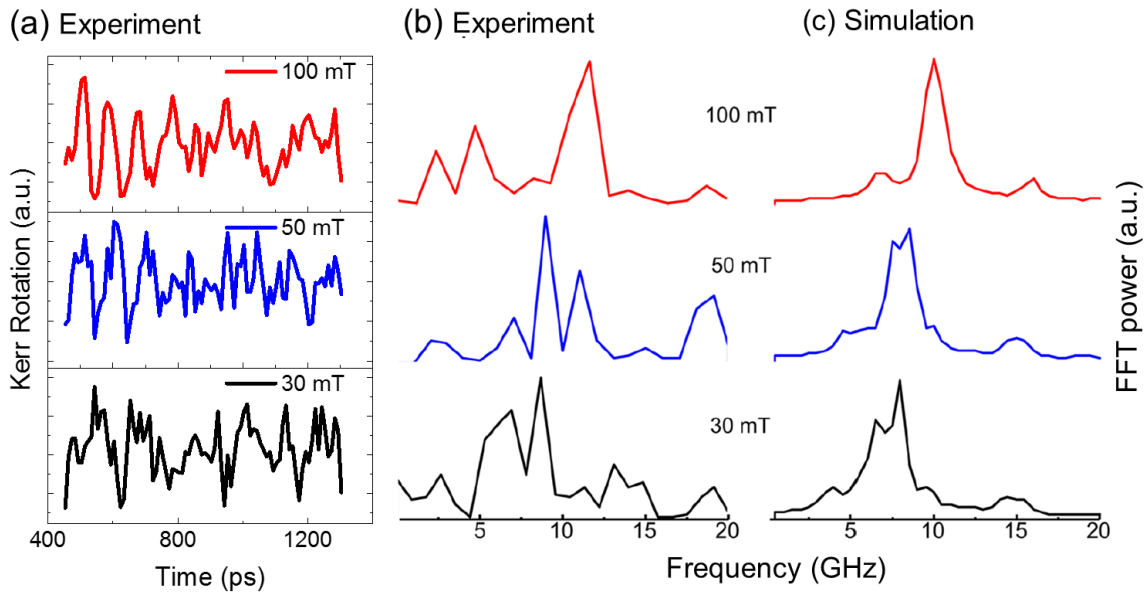 (a) Experiment
(b) Experiment
(c) Simulation
100 mT
50 mT
30 mT
Kerr Rotation (a.u.)
400 800 1200
Time (ps)
100 mT
50 mT
30 mT
5 10 15 20
5 10 15 20
Frequency (GHz)
FFT power (a.u.)